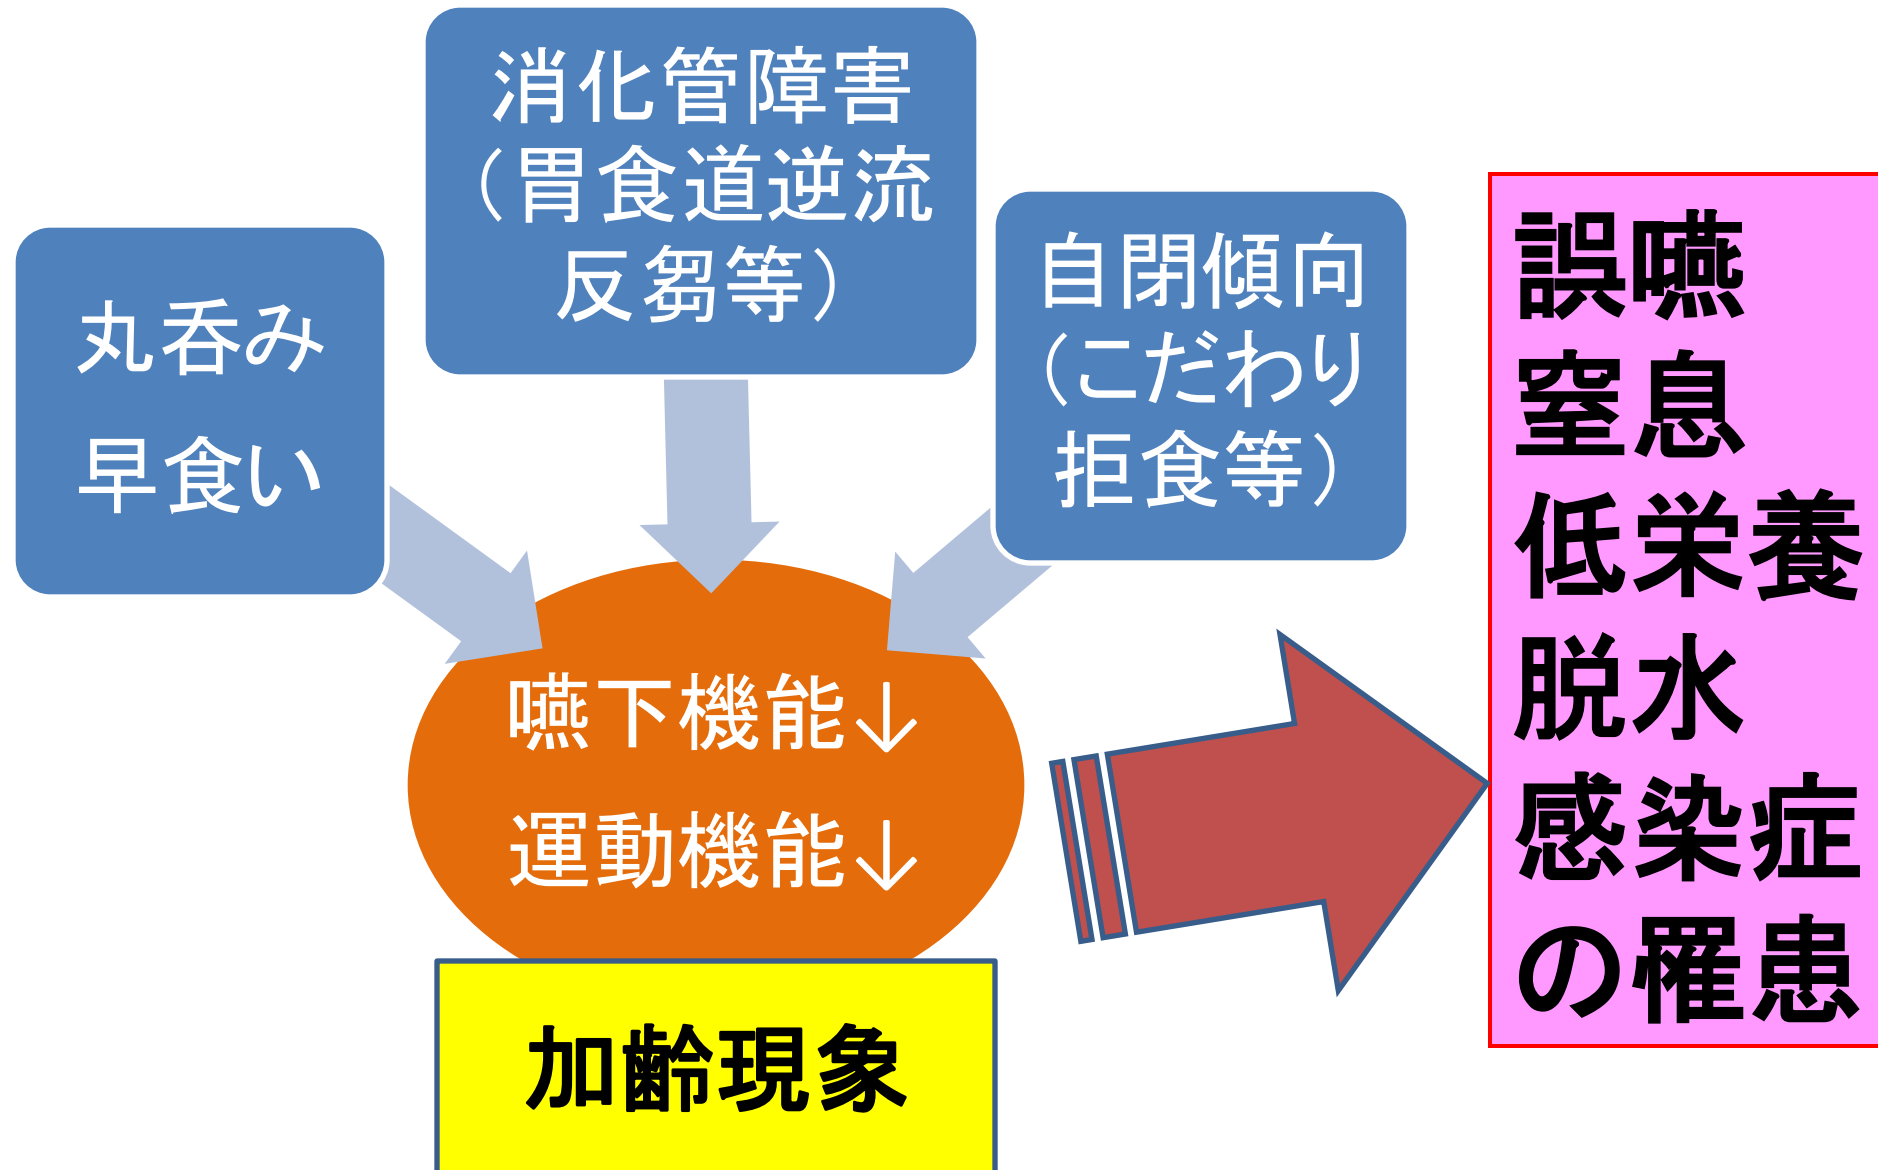 丸呑み
早食い
消化管障害
（胃食道逆流
反芻等）
自閉傾向
（こだわり
拒食等）
嚥下機能↓
運動機能↓
加齢現象
誤嚥
窒息
低栄養
脱水
感染症
の罹患